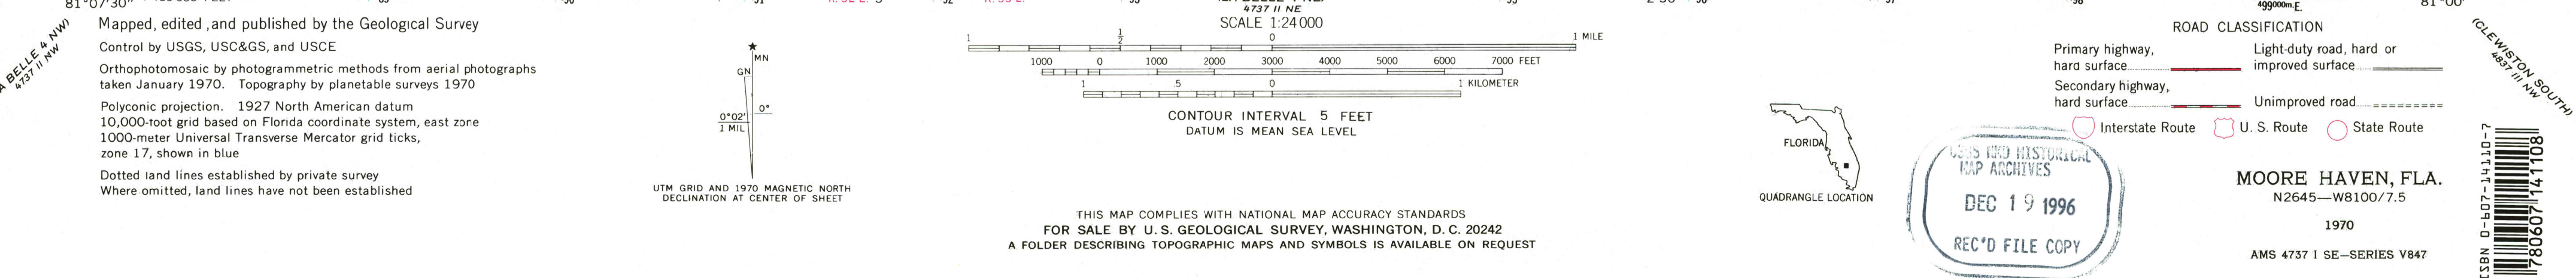 81°07'30"
499000m.E.
81°00'
4737 II NW
4737 II NE
(CLEWISTON SOUTH)
4837 III NW
Mapped, edited, and published by the Geological Survey
Control by USGS, USC&GS, and USCE
Orthophotomosaic by photogrammetric methods from aerial photographs
taken January 1970. Topography by planetable surveys 1970
Polyconic projection. 1927 North American datum
10,000-foot grid based on Florida coordinate system, east zone
1000-meter Universal Transverse Mercator grid ticks,
zone 17, shown in blue
Dotted land lines established by private survey
Where omitted, land lines have not been established
MN
GN
0°
0°02'
1 MIL
UTM GRID AND 1970 MAGNETIC NORTH
DECLINATION AT CENTER OF SHEET
SCALE 1:24000
1 ½ 0 1 MILE
1000 0 1000 2000 3000 4000 5000 6000 7000 FEET
1 .5 0 1 KILOMETER
CONTOUR INTERVAL 5 FEET
DATUM IS MEAN SEA LEVEL
THIS MAP COMPLIES WITH NATIONAL MAP ACCURACY STANDARDS
FOR SALE BY U.S. GEOLOGICAL SURVEY, WASHINGTON, D.C. 20242
A FOLDER DESCRIBING TOPOGRAPHIC MAPS AND SYMBOLS IS AVAILABLE ON REQUEST
FLORIDA
QUADRANGLE LOCATION
USGS NMD HISTORICAL
MAP ARCHIVES
DEC 19 1996
REC'D FILE COPY
ROAD CLASSIFICATION
Primary highway,
hard surface
Light-duty road, hard or
improved surface
Secondary highway,
hard surface
Unimproved road
Interstate Route
U.S. Route
State Route
MOORE HAVEN, FLA.
N2645—W8100/7.5
1970
AMS 4737 I SE—SERIES V847
ISBN 0-607-14110-7
780607 141108